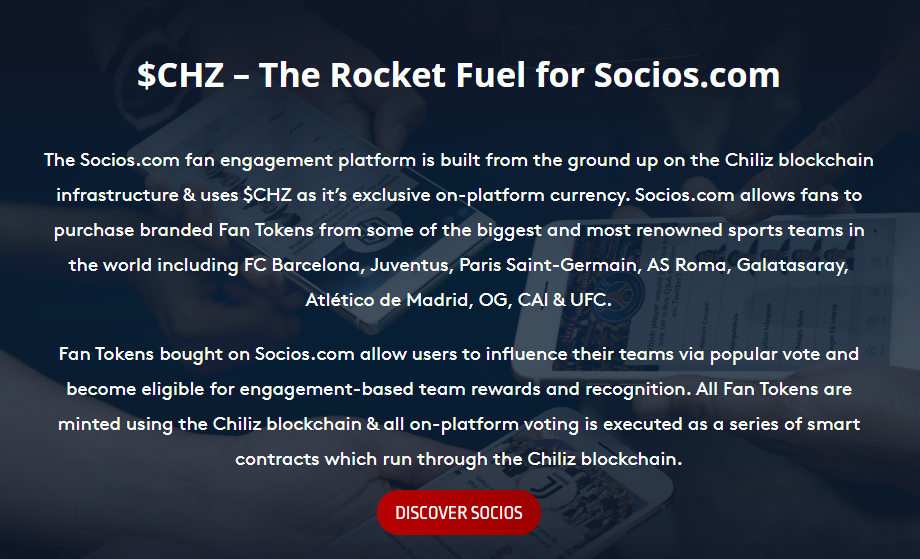 $CHZ – The Rocket Fuel for Socios.com
The Socios.com fan engagement platform is built from the ground up on the Chiliz blockchain
infrastructure & uses $CHZ as it’s exclusive on-platform currency. Socios.com allows fans to
purchase branded Fan Tokens from some of the biggest and most renowned sports teams in
the world including FC Barcelona, Juventus, Paris Saint-Germain, AS Roma, Galatasaray,
Atlético de Madrid, OG, CAI & UFC.
Fan Tokens bought on Socios.com allow users to influence their teams via popular vote and
become eligible for engagement-based team rewards and recognition. All Fan Tokens are
minted using the Chiliz blockchain & all on-platform voting is executed as a series of smart
contracts which run through the Chiliz blockchain.
DISCOVER SOCIOS